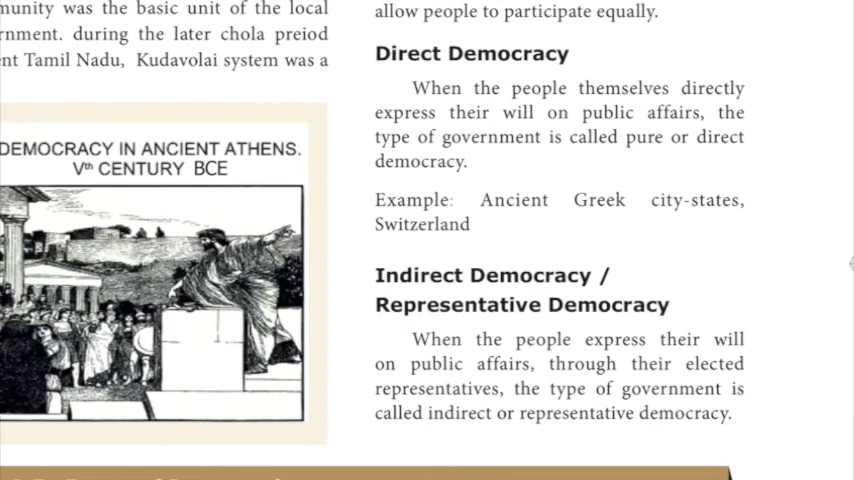 was the basic unit of the local
during the later chola preiod
Tamil Nadu, Kudavolai system was a
DEMOCRACY IN ANCIENT ATHENS.
Vth CENTURY BCE
allow people to participate equally.
Direct Democracy
When the people themselves directly
express their will on public affairs, the
type of government is called pure or direct
democracy.
Example: Ancient Greek city-states,
Switzerland
Indirect Democracy /
Representative Democracy
When the people express their will
on public affairs, through their elected
representatives, the type of government is
called indirect or representative democracy.